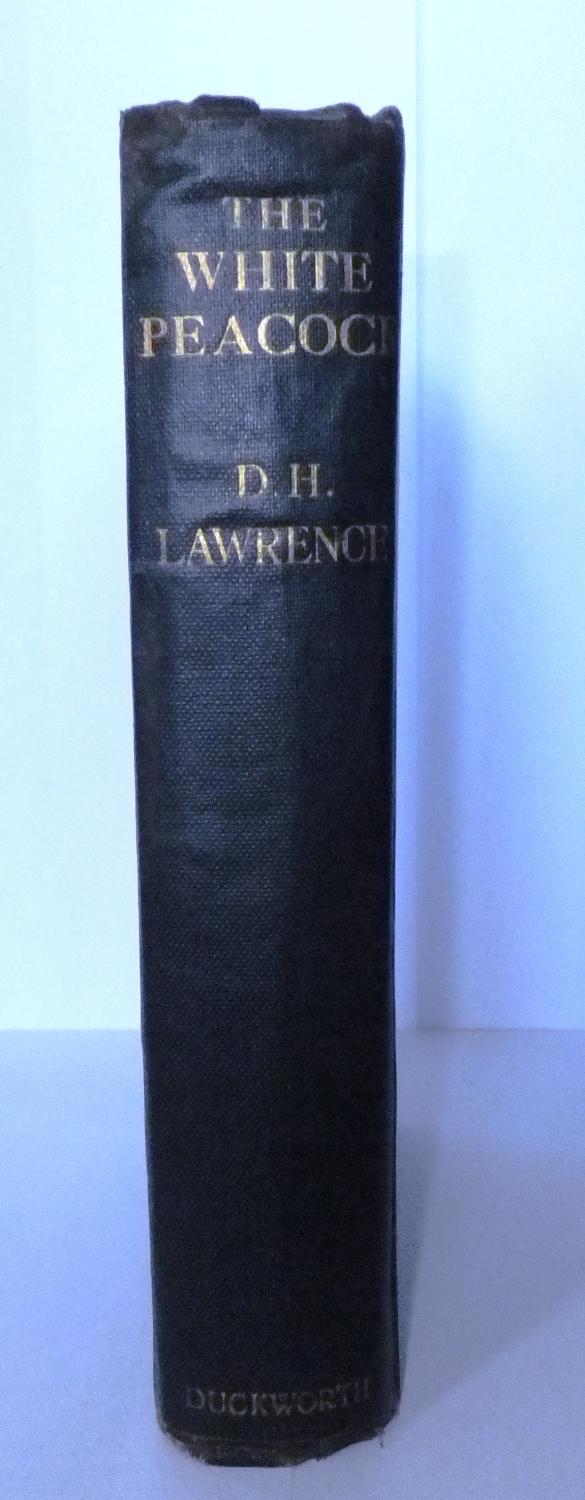 THE
WHITE
PEACOCK
D. H.
LAWRENCE
DUCKWORTH